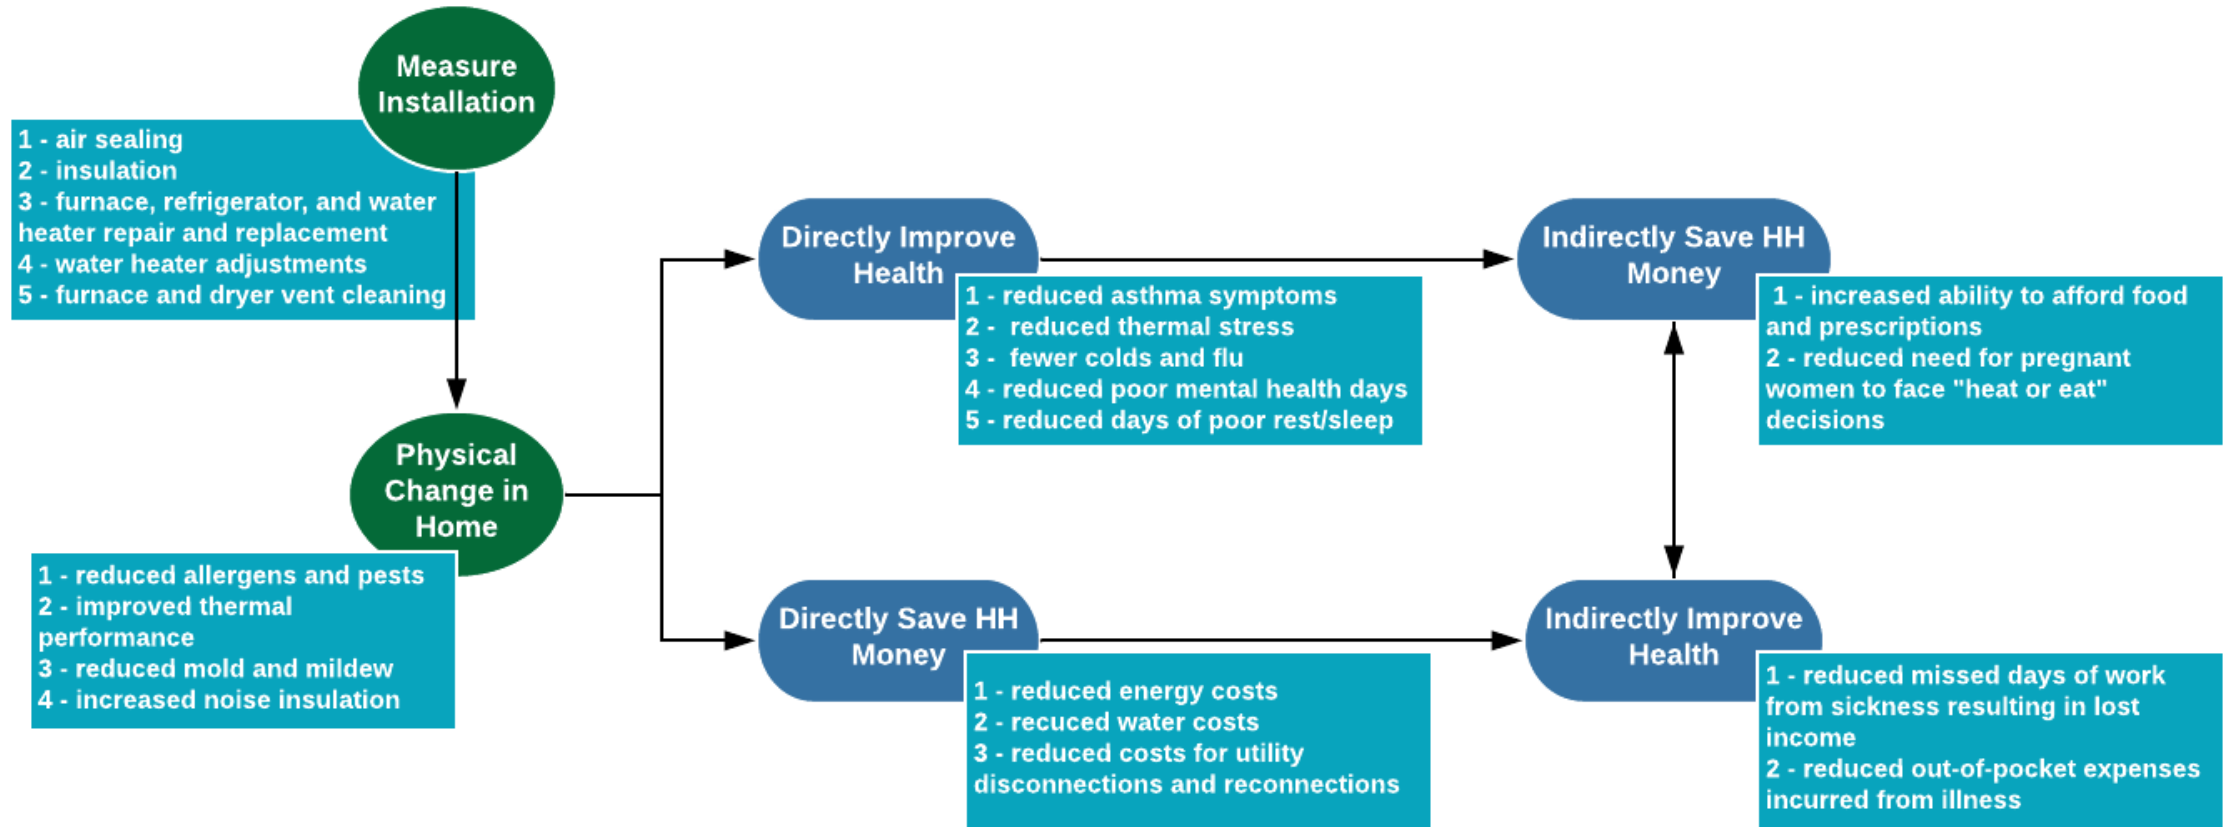 Measure
Installation
1 - air sealing
2 - insulation
3 - furnace, refrigerator, and water
heater repair and replacement
4 - water heater adjustments
5 - furnace and dryer vent cleaning
Physical
Change in
Home
1 - reduced allergens and pests
2 - improved thermal
performance
3 - reduced mold and mildew
4 - increased noise insulation
Directly Improve
Health
1 - reduced asthma symptoms
2 - reduced thermal stress
3 - fewer colds and flu
4 - reduced poor mental health days
5 - reduced days of poor rest/sleep
Indirectly Save HH
Money
1 - increased ability to afford food
and prescriptions
2 - reduced need for pregnant
women to face "heat or eat"
decisions
Directly Save HH
Money
1 - reduced energy costs
2 - recuced water costs
3 - reduced costs for utility
disconnections and reconnections
Indirectly Improve
Health
1 - reduced missed days of work
from sickness resulting in lost
income
2 - reduced out-of-pocket expenses
incurred from illness